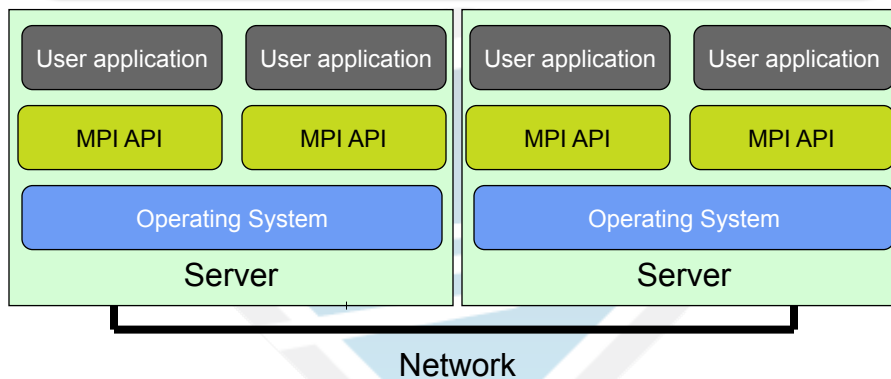 User application
User application
User application
User application
MPI API
MPI API
MPI API
MPI API
Operating System
Operating System
Server
Server
Network